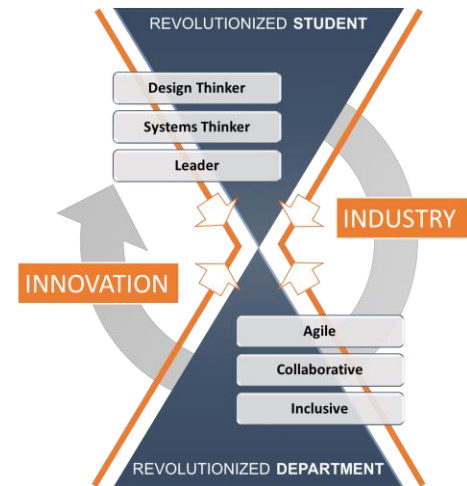 REVOLUTIONIZED STUDENT
Design Thinker
Systems Thinker
Leader
INDUSTRY
INNOVATION
Agile
Collaborative
Inclusive
REVOLUTIONIZED DEPARTMENT